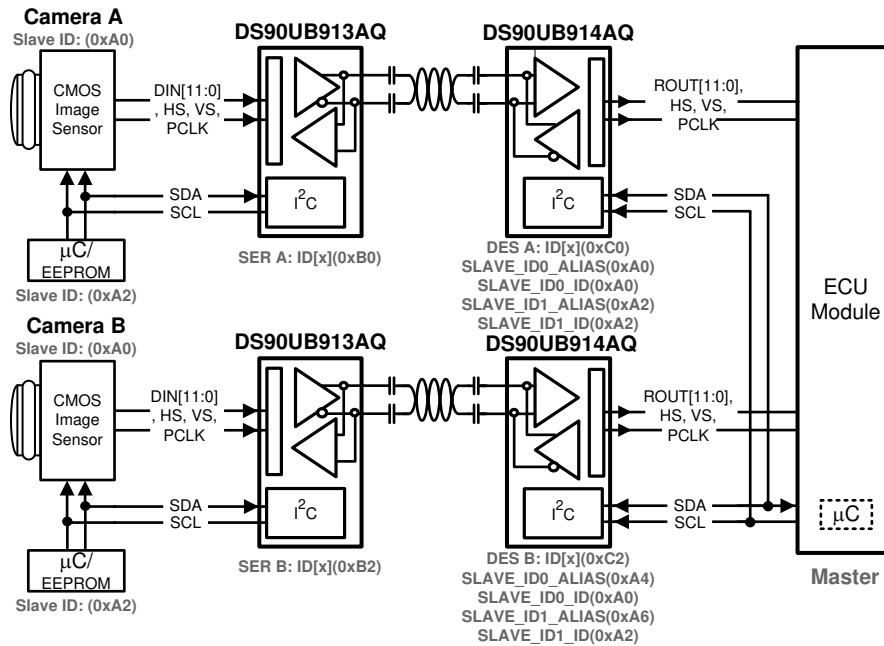 Camera A
Slave ID: (0xA0)
DS90UB913AQ
DS90UB914AQ
CMOS
Image
Sensor
DIN[11:0]
, HS, VS,
PCLK
ROUT[11:0],
HS, VS,
PCLK
SDA
SCL
I2C
I2C
SDA
SCL
µC/
EEPROM
Slave ID: (0xA2)
SER A: ID[x](0xB0)
DES A: ID[x](0xC0)
SLAVE_ID0_ALIAS(0xA0)
SLAVE_ID0_ID(0xA0)
SLAVE_ID1_ALIAS(0xA2)
SLAVE_ID1_ID(0xA2)
ECU
Module
Camera B
Slave ID: (0xA0)
DS90UB913AQ
DS90UB914AQ
CMOS
Image
Sensor
DIN[11:0]
, HS, VS,
PCLK
ROUT[11:0],
HS, VS,
PCLK
SDA
SCL
I2C
I2C
SDA
SCL
µC
µC/
EEPROM
Slave ID: (0xA2)
SER B: ID[x](0xB2)
DES B: ID[x](0xC2)
SLAVE_ID0_ALIAS(0xA4)
SLAVE_ID0_ID(0xA0)
SLAVE_ID1_ALIAS(0xA6)
SLAVE_ID1_ID(0xA2)
Master